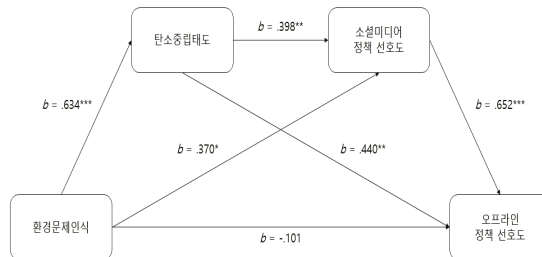 탄소중립태도
b = .398**
소셜미디어
정책 선호도
b = .634***
b = .652***
b = .370*
b = .440**
환경문제인식
b = -.101
오프라인
정책 선호도